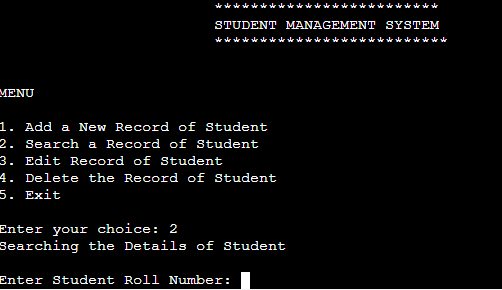 *************************
STUDENT MANAGEMENT SYSTEM
**************************
MENU
1. Add a New Record of Student
2. Search a Record of Student
3. Edit Record of Student
4. Delete the Record of Student
5. Exit
Enter your choice: 2
Searching the Details of Student
Enter Student Roll Number: